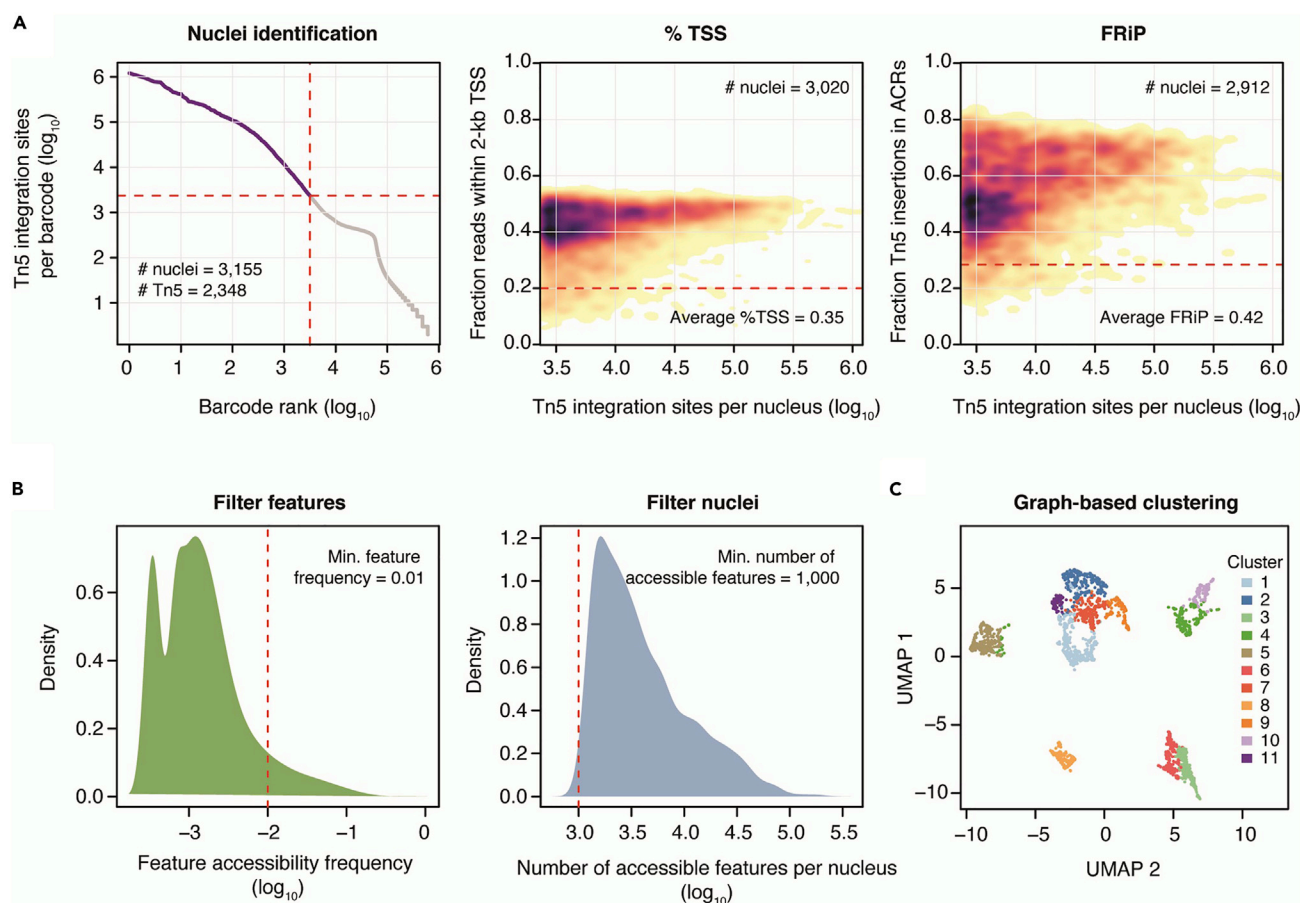 A
Nuclei identification
Tn5 integration sites
per barcode (log10)
6
5
4
3
2
1
# nuclei = 3,155
# Tn5 = 2,348
0 1 2 3 4 5 6
Barcode rank (log10)
% TSS
Fraction reads within 2-kb TSS
1.0
0.8
0.6
0.4
0.2
0.0
# nuclei = 3,020
Average %TSS = 0.35
3.5 4.0 4.5 5.0 5.5 6.0
Tn5 integration sites per nucleus (log10)
FRiP
Fraction Tn5 insertions in ACRs
1.0
0.8
0.6
0.4
0.2
0.0
# nuclei = 2,912
Average FRiP = 0.42
3.5 4.0 4.5 5.0 5.5 6.0
Tn5 integration sites per nucleus (log10)
B
Filter features
Density
0.6
0.4
0.2
0.0
Min. feature
frequency = 0.01
−3 −2 −1 0
Feature accessibility frequency
(log10)
Filter nuclei
Density
1.2
1.0
0.8
0.6
0.4
0.2
0.0
Min. number of
accessible features = 1,000
3.0 3.5 4.0 4.5 5.0 5.5
Number of accessible features per nucleus
(log10)
C
Graph-based clustering
UMAP 1
5
0
−5
−10
Cluster
1
2
3
4
5
6
7
8
9
10
11
−10 −5 0 5 10
UMAP 2